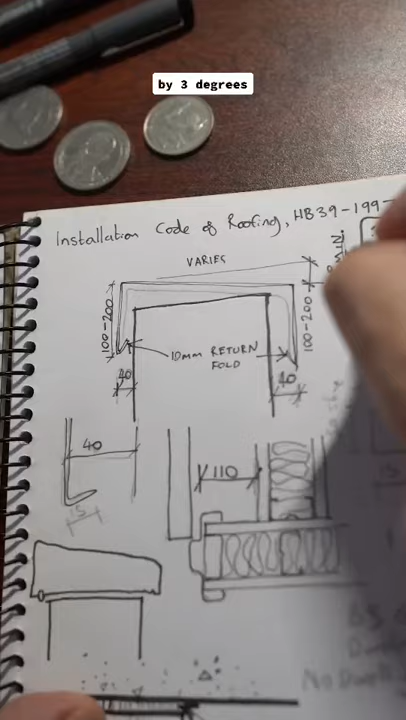 by 3 degrees
Installation Code of Roofing, HB39-199
VARIES
100-200
100-200
10mm RETURN
FOLD
40
40
40
110
15